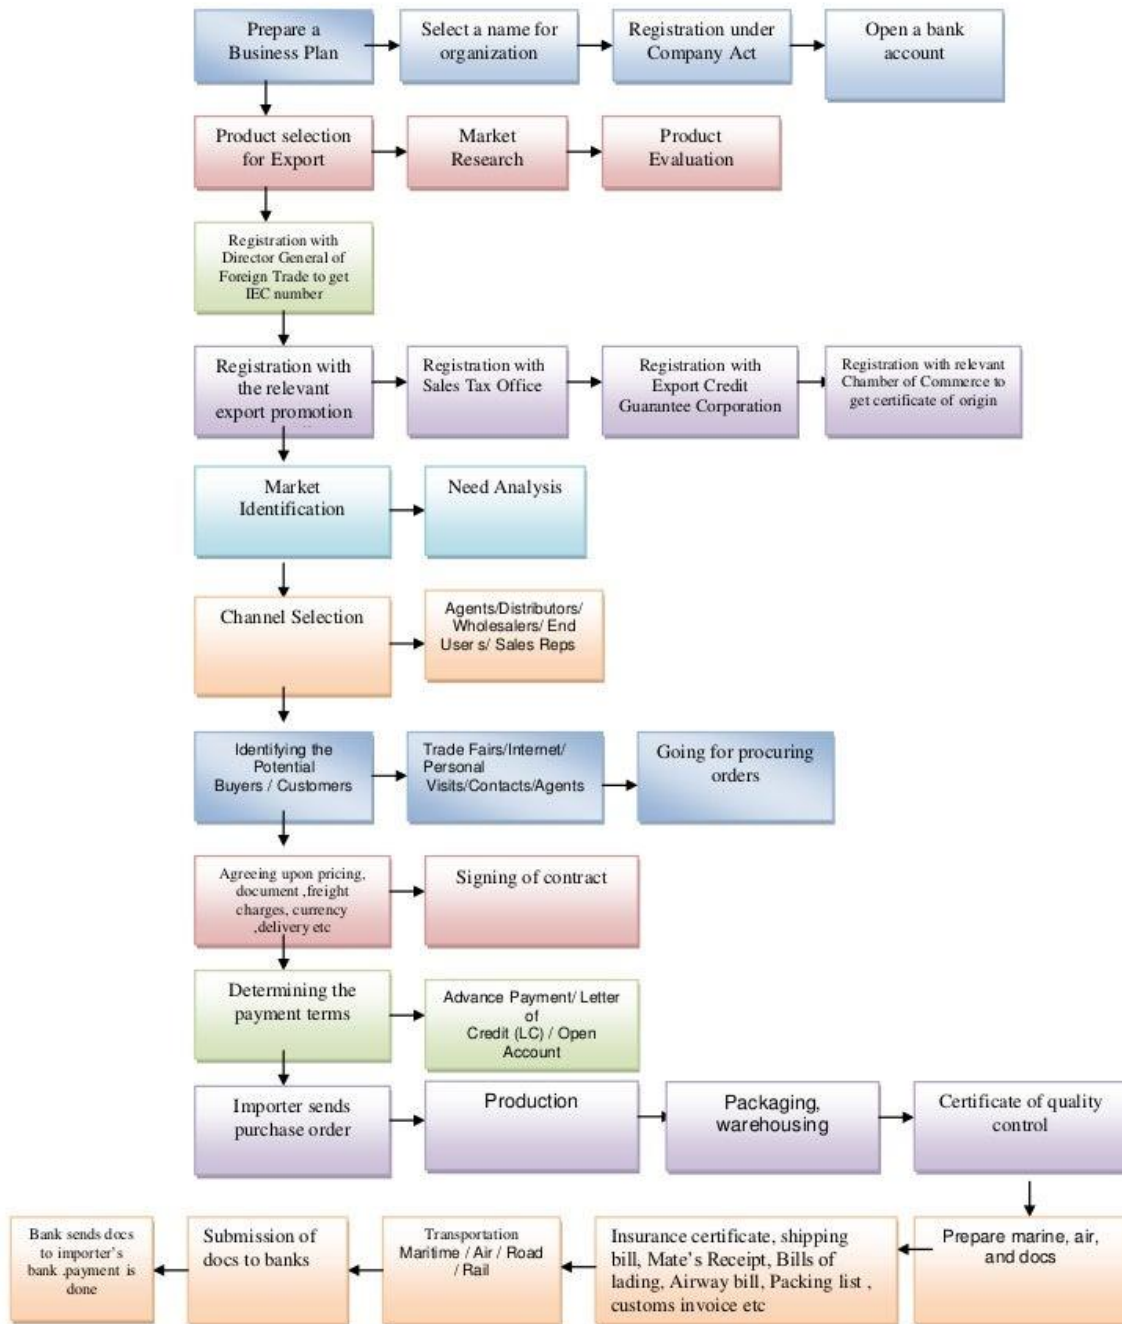 Prepare a
Business Plan
Select a name for
organization
Registration under
Company Act
Open a bank
account
Product selection
for Export
Market
Research
Product
Evaluation
Registration with
Director General of
Foreign Trade to get
IEC number
Registration with
the relevant
export promotion
Registration with
Sales Tax Office
Registration with
Export Credit
Guarantee Corporation
Registration with relevant
Chamber of Commerce to
get certificate of origin
Market
Identification
Need Analysis
Channel Selection
Agents/Distributors/
Wholesalers/ End
User s/ Sales Reps
Identifying the
Potential
Buyers / Customers
Trade Fairs/Internet/
Personal
Visits/Contacts/Agents
Going for procuring
orders
Agreeing upon pricing,
document ,freight
charges, currency
,delivery etc
Signing of contract
Determining the
payment terms
Advance Payment/ Letter
of
Credit (LC) / Open
Account
Importer sends
purchase order
Production
Packaging,
warehousing
Certificate of quality
control
Prepare marine, air,
and docs
Insurance certificate, shipping
bill, Mate's Receipt, Bills of
lading, Airway bill, Packing list ,
customs invoice etc
Transportation
Maritime / Air / Road
/ Rail
Submission of
docs to banks
Bank sends docs
to importer's
bank ,payment is
done